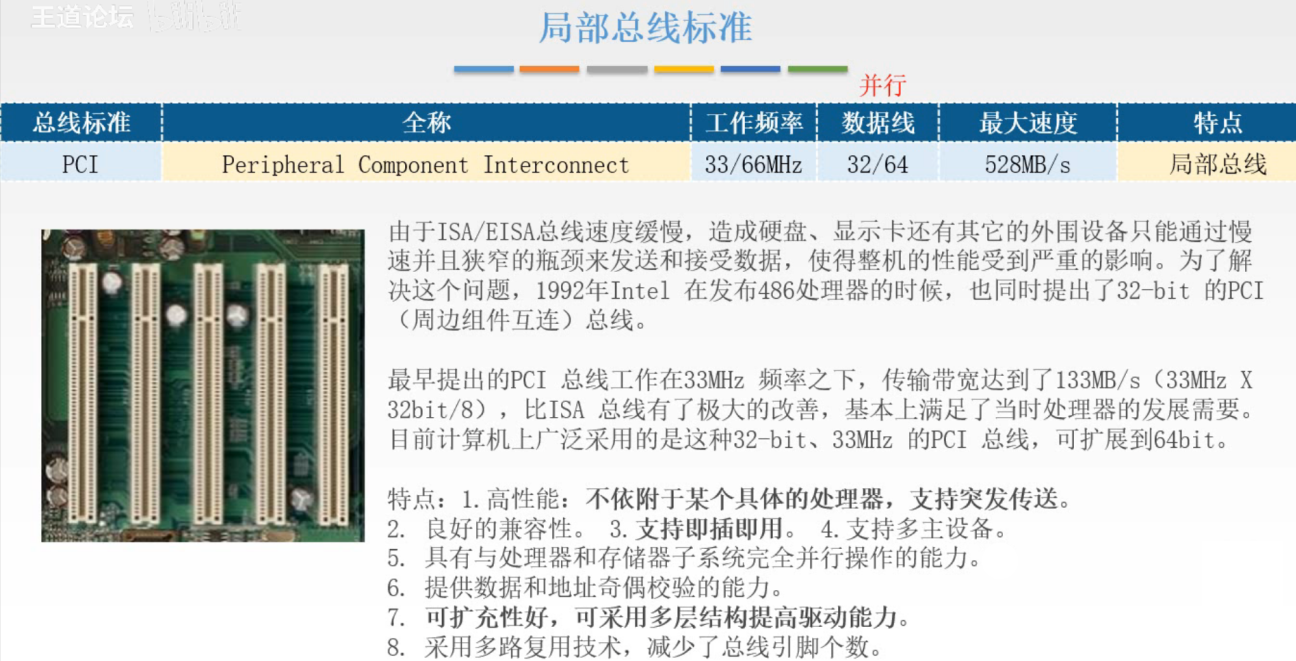 王道论坛
局部总线标准
并行
总线标准 全称 工作频率 数据线 最大速度 特点
PCI Peripheral Component Interconnect 33/66MHz 32/64 528MB/s 局部总线
由于ISA/EISA总线速度缓慢，造成硬盘、显示卡还有其它的外围设备只能通过慢
速并且狭窄的瓶颈来发送和接受数据，使得整机的性能受到严重的影响。为了解
决这个问题，1992年Intel 在发布486处理器的时候，也同时提出了32-bit 的PCI
（周边组件互连）总线。
最早提出的PCI 总线工作在33MHz 频率之下，传输带宽达到了133MB/s（33MHz X
32bit/8），比ISA 总线有了极大的改善，基本上满足了当时处理器的发展需要。
目前计算机上广泛采用的是这种32-bit、33MHz 的PCI 总线，可扩展到64bit。
特点：1.高性能：不依附于某个具体的处理器，支持突发传送。
2. 良好的兼容性。 3.支持即插即用。 4.支持多主设备。
5. 具有与处理器和存储器子系统完全并行操作的能力。
6. 提供数据和地址奇偶校验的能力。
7. 可扩充性好，可采用多层结构提高驱动能力。
8. 采用多路复用技术，减少了总线引脚个数。